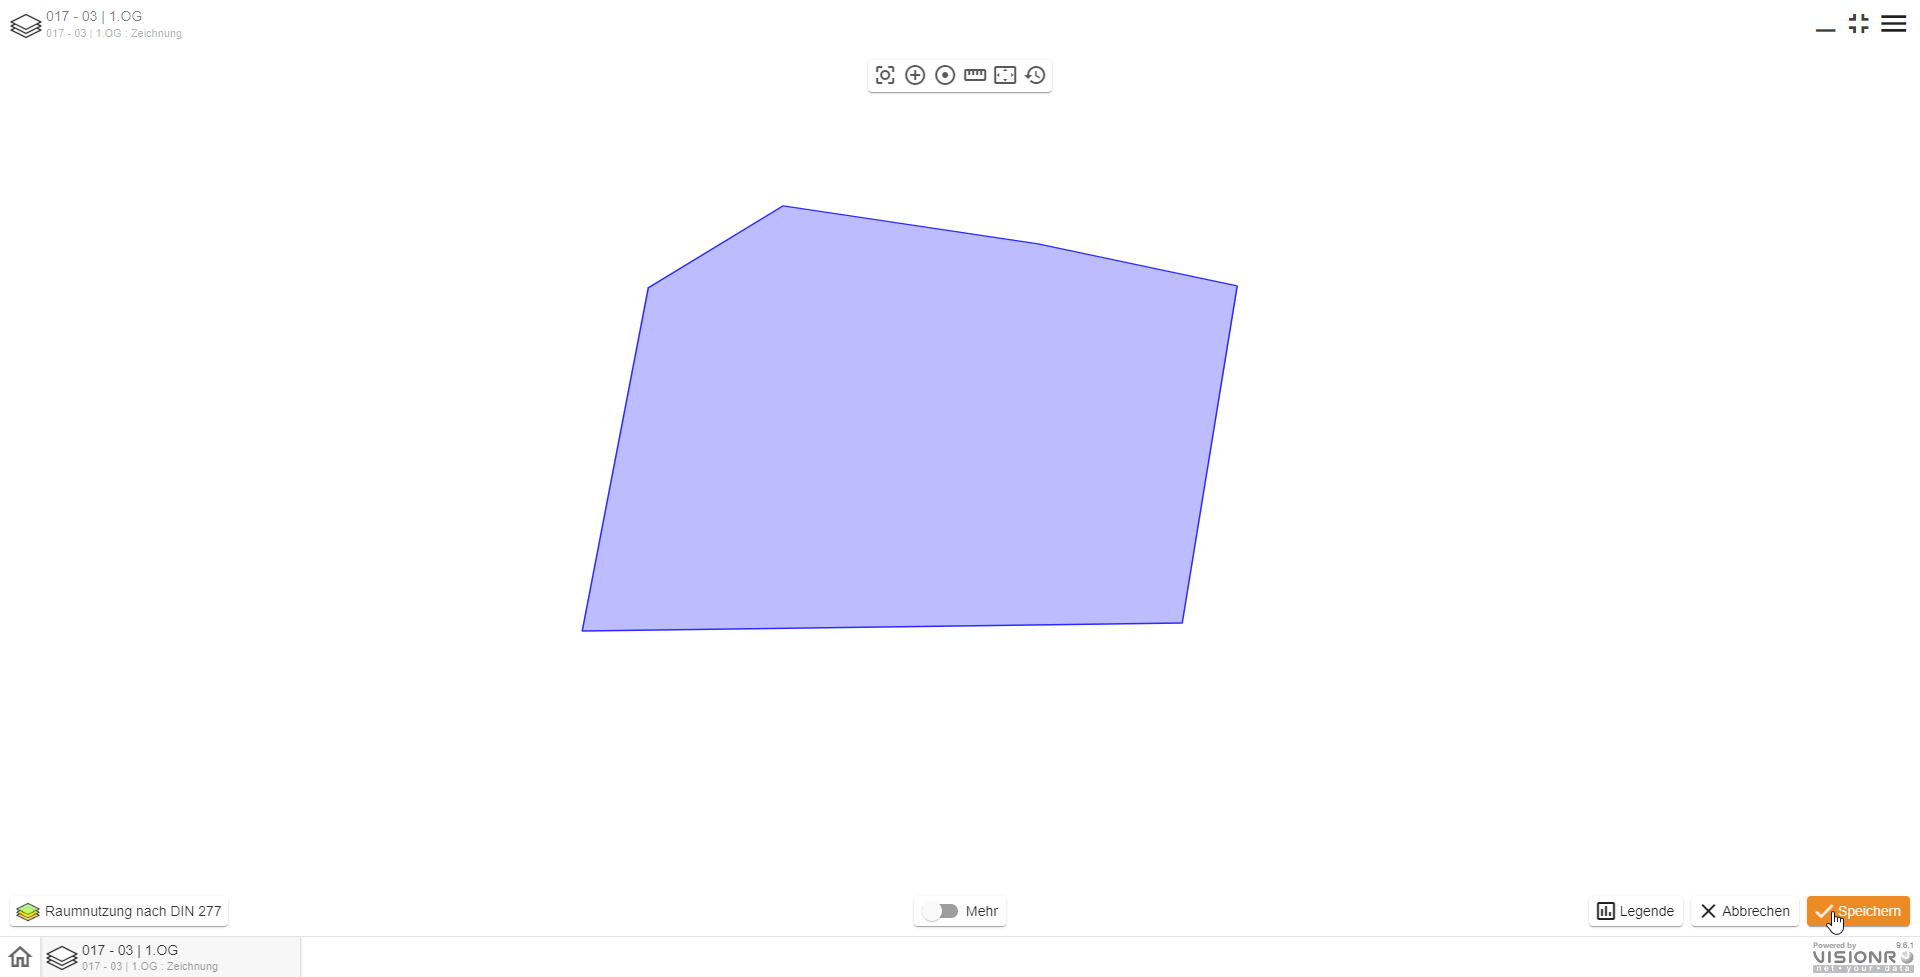 017 - 03 | 1.OG
017 - 03 | 1.OG : Zeichnung
Raumnutzung nach DIN 277
Mehr
Legende
Abbrechen
Speichern
017 - 03 | 1.OG
017 - 03 | 1.OG : Zeichnung
Powered by 9.6.1
VISIONR
net • your • data